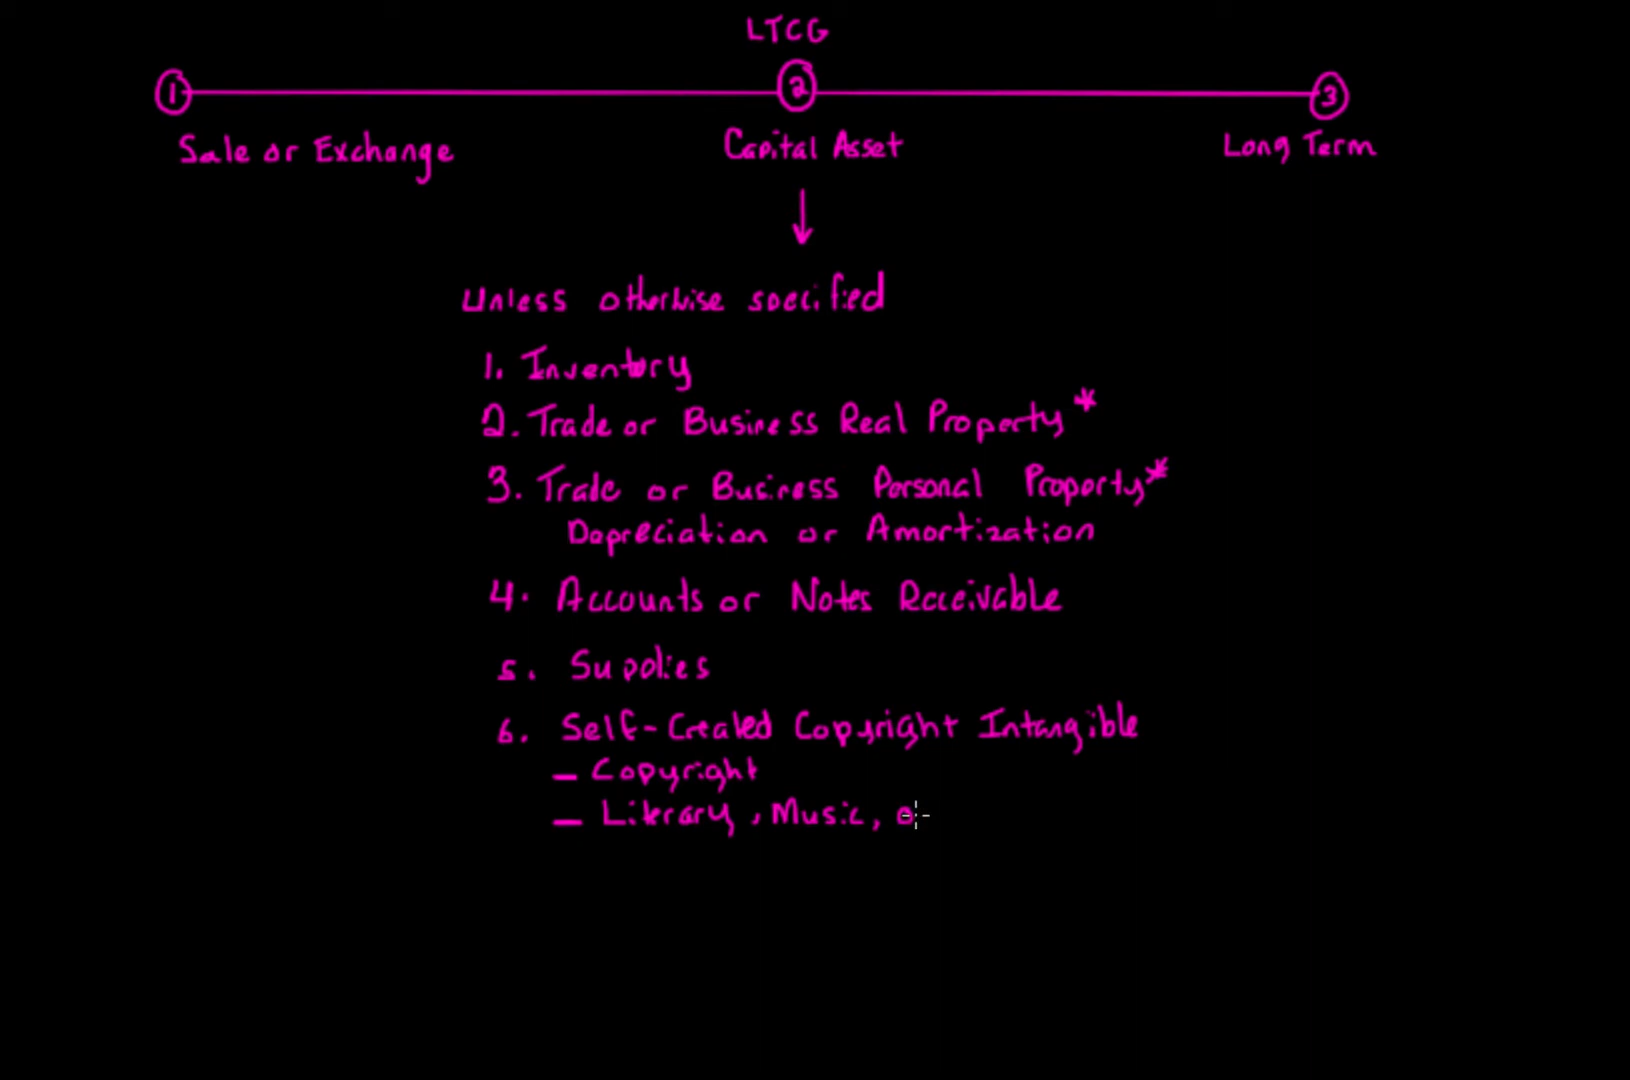 LTCG
1 2 3
Sale or Exchange Capital Asset Long Term
Unless otherwise specified
1. Inventory
2. Trade or Business Real Property*
3. Trade or Business Personal Property*
Depreciation or Amortization
4. Accounts or Notes Receivable
5. Supplies
6. Self-Created Copyright Intangible
- Copyright
- Literary, Music, o